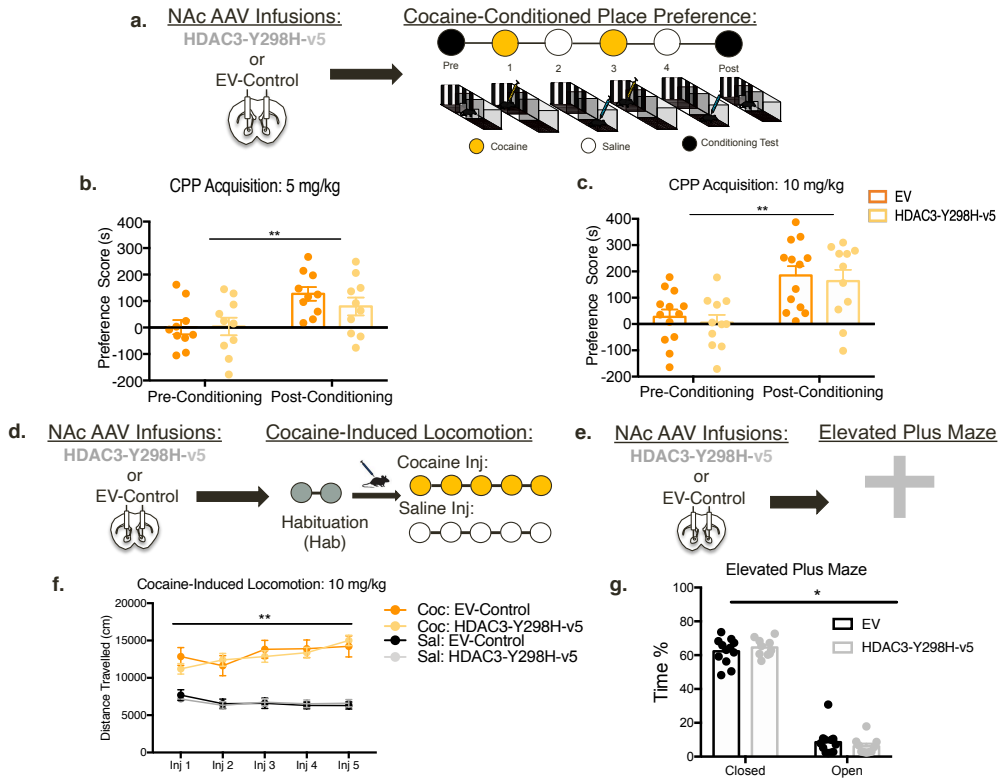 a.
NAc AAV Infusions:
HDAC3-Y298H-v5
or
EV-Control
Cocaine-Conditioned Place Preference:
Pre 1 2 3 4 Post
Cocaine Saline Conditioning Test
b.
CPP Acquisition: 5 mg/kg
**
Preference Score (s)
400
300
200
100
0
-100
-200
Pre-Conditioning Post-Conditioning
c.
CPP Acquisition: 10 mg/kg
**
EV
HDAC3-Y298H-v5
Preference Score (s)
400
300
200
100
0
-100
-200
Pre-Conditioning Post-Conditioning
d.
NAc AAV Infusions:
HDAC3-Y298H-v5
or
EV-Control
Cocaine-Induced Locomotion:
Habituation
(Hab)
Cocaine Inj:
Saline Inj:
e.
NAc AAV Infusions:
HDAC3-Y298H-v5
or
EV-Control
Elevated Plus Maze
f.
Cocaine-Induced Locomotion: 10 mg/kg
**
Distance Travelled (cm)
20000
15000
10000
5000
0
Inj 1 Inj 2 Inj 3 Inj 4 Inj 5
Coc: EV-Control
Coc: HDAC3-Y298H-v5
Sal: EV-Control
Sal: HDAC3-Y298H-v5
g.
Elevated Plus Maze
*
EV
HDAC3-Y298H-v5
Time %
100
80
60
40
20
0
Closed Open